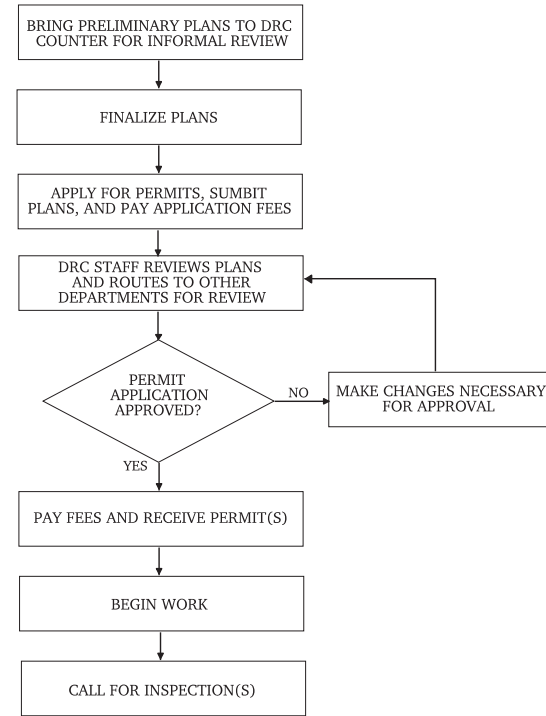 BRING PRELIMINARY PLANS TO DRC
COUNTER FOR INFORMAL REVIEW
FINALIZE PLANS
APPLY FOR PERMITS, SUMBIT
PLANS, AND PAY APPLICATION FEES
DRC STAFF REVIEWS PLANS
AND ROUTES TO OTHER
DEPARTMENTS FOR REVIEW
PERMIT
APPLICATION
APPROVED?
NO
MAKE CHANGES NECESSARY
FOR APPROVAL
YES
PAY FEES AND RECEIVE PERMIT(S)
BEGIN WORK
CALL FOR INSPECTION(S)